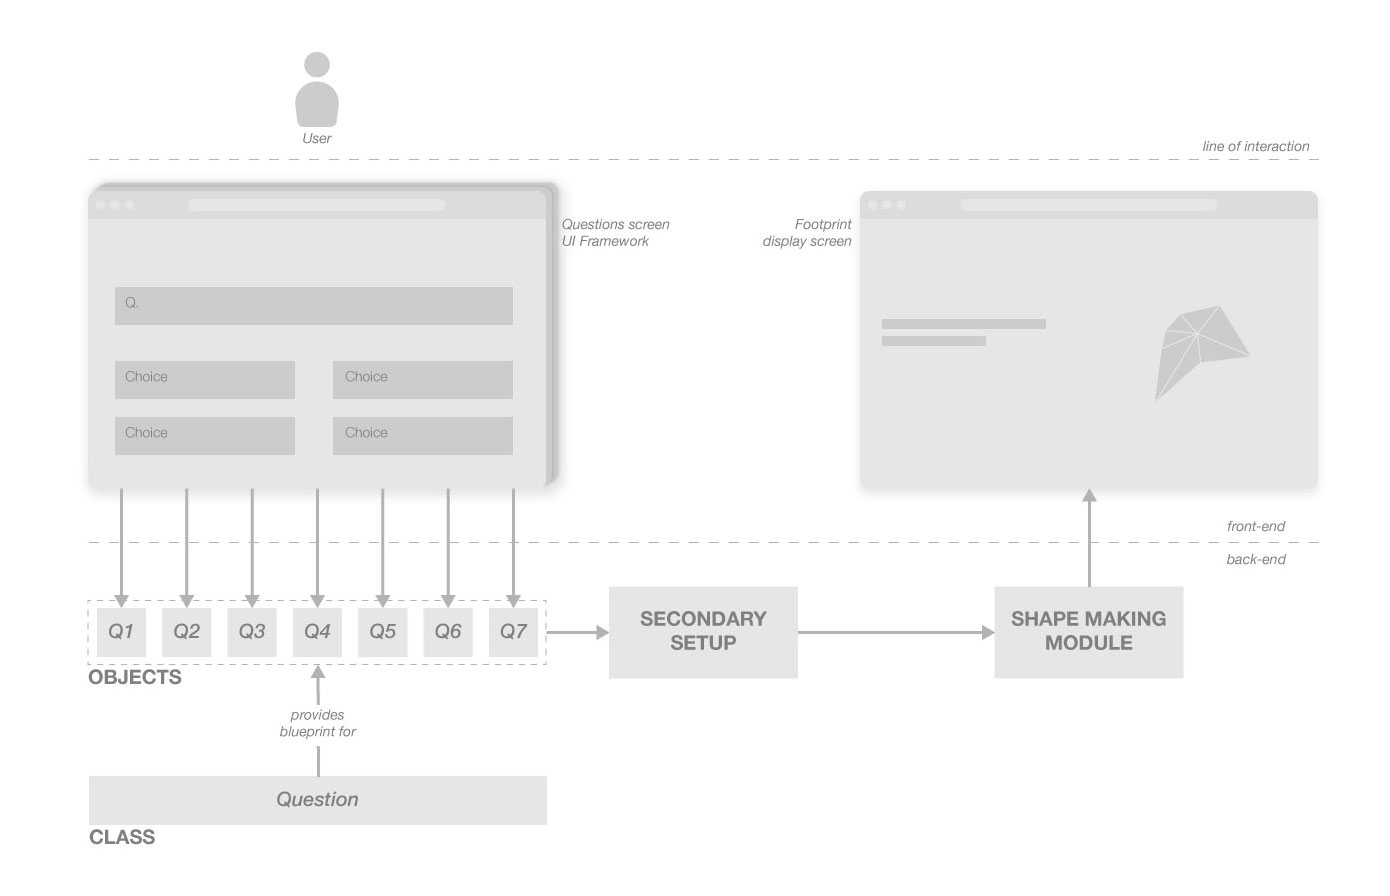 User
line of interaction
Questions screen
UI Framework
Footprint
display screen
Q.
Choice
Choice
Choice
Choice
front-end
back-end
Q1
Q2
Q3
Q4
Q5
Q6
Q7
SECONDARY
SETUP
SHAPE MAKING
MODULE
OBJECTS
provides
blueprint for
Question
CLASS